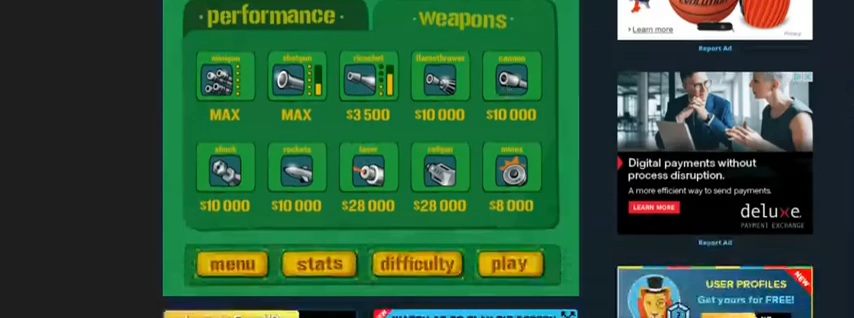 performance
weapons
minigun
shotgun
ricochet
flamethrower
cannon
MAX
MAX
$3 500
$10 000
$10 000
shock
rockets
laser
railgun
mines
$10 000
$10 000
$28 000
$28 000
$8 000
menu
stats
difficulty
play
Learn more
Privacy
Report Ad
Digital payments without
process disruption.
A more efficient way to send payments.
LEARN MORE
deluxe.
PAYMENT EXCHANGE
Report Ad
NEW
USER PROFILES
Get yours for FREE!